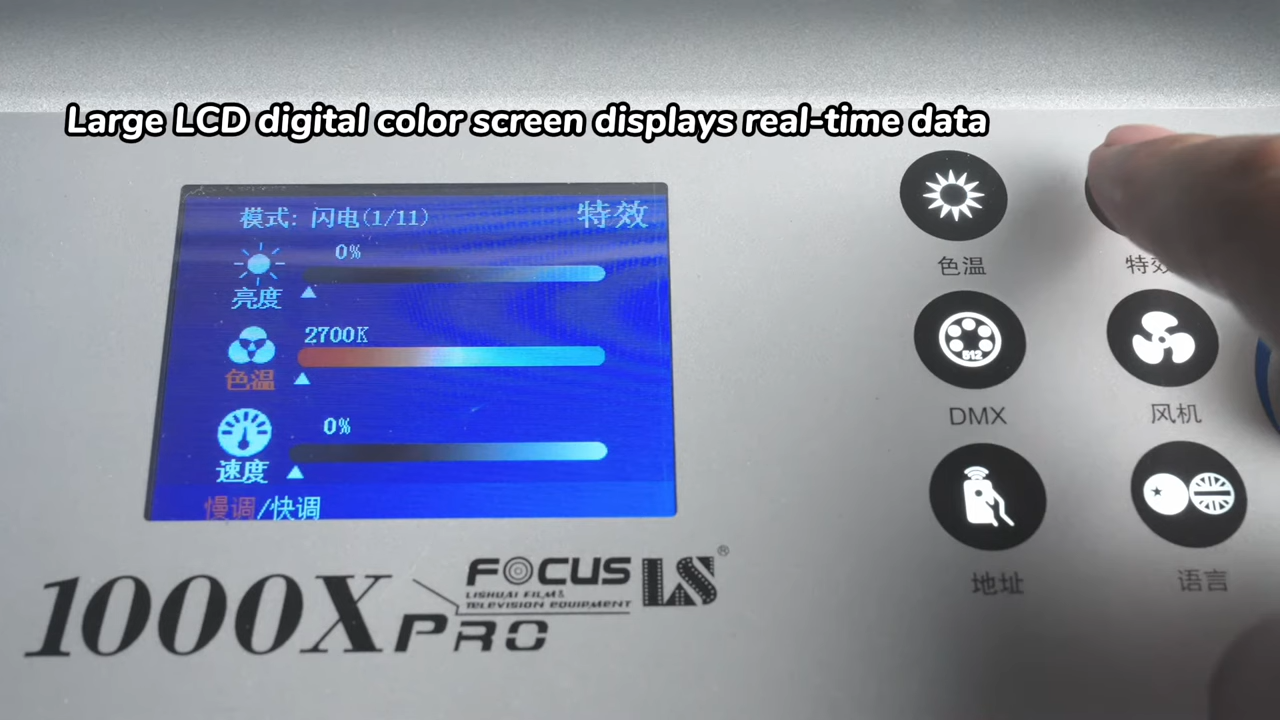 Large LCD digital color screen displays real-time data
模式: 闪电(1/11)
特效
0%
亮度
2700K
色温
0%
速度
慢调/快调
色温
特效
512
DMX
风机
地址
语言
1000X PRO
FOCUS
LISHUAI FILM &
TELEVISION EQUIPMENT
LS®